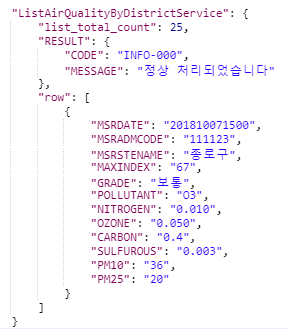 "ListAirQualityByDistrictService": {
"list_total_count": 25,
"RESULT": {
"CODE": "INFO-000",
"MESSAGE": "정상 처리되었습니다"
},
"row": [
{
"MSRDATE": "201810071500",
"MSRADMCODE": "111123",
"MSRSTENAME": "종로구",
"MAXINDEX": "67",
"GRADE": "보통",
"POLLUTANT": "O3",
"NITROGEN": "0.010",
"OZONE": "0.050",
"CARBON": "0.4",
"SULFUROUS": "0.003",
"PM10": "36",
"PM25": "20"
}
]
}